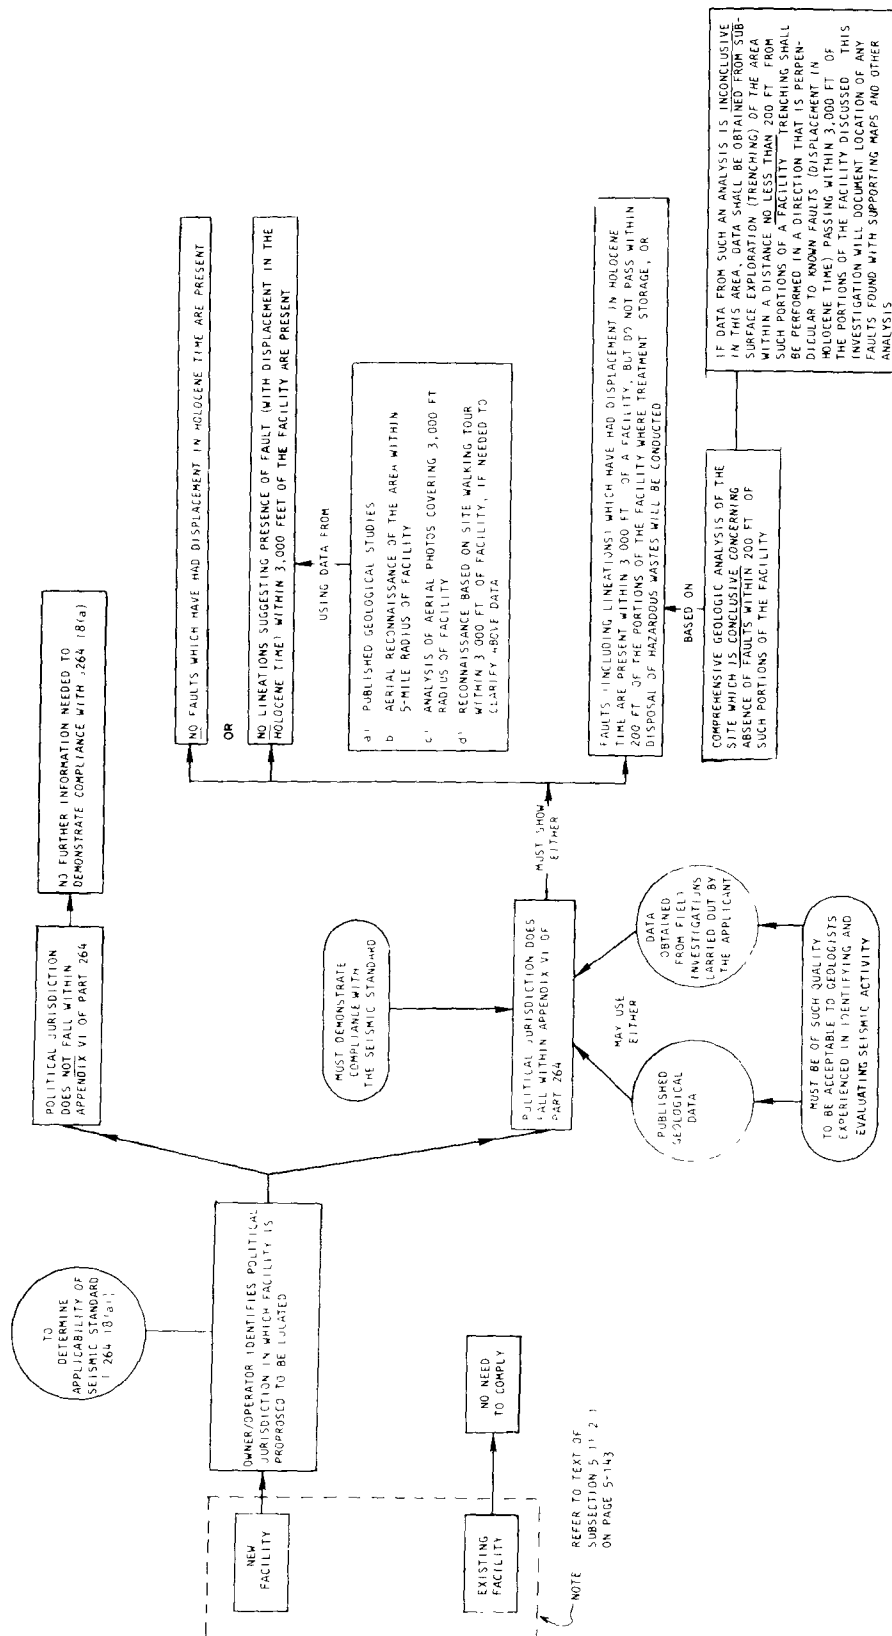 TO
DETERMINE
APPLICABILITY OF
SEISMIC STANDARD
OWNER/OPERATOR IDENTIFIES POLITICAL
JURISDICTION IN WHICH FACILITY IS
PROPROSED TO BE LOCATED
NEW
FACILITY
EXISTING
FACILITY
NO NEED
TO COMPLY
NOTE REFER TO TEXT OF
SUBSECTION
ON PAGE 5-143
POLITICAL JURISDICTION
DOES NOT FALL WITHIN
APPENDIX VI OF PART 264
NO FURTHER INFORMATION NEEDED TO
DEMONSTRATE COMPLIANCE WITH
MUST DEMONSTRATE
COMPLIANCE WITH
THE SEISMIC STANDARD
POLITICAL JURISDICTION DOES
FALL WITHIN APPENDIX VI OF
PART 264
MUST SHOW
EITHER
MAY USE
EITHER
PUBLISHED
GEOLOGICAL
DATA
DATA
OBTAINED
FROM FIELD
INVESTIGATIONS
CARRIED OUT BY
THE APPLICANT
MUST BE OF SUCH QUALITY
TO BE ACCEPTABLE TO GEOLOGISTS
EXPERIENCED IN IDENTIFYING AND
EVALUATING SEISMIC ACTIVITY
NO FAULTS WHICH HAVE HAD DISPLACEMENT IN HOLOCENE TIME ARE PRESENT
OR
NO LINEATIONS SUGGESTING PRESENCE OF FAULT (WITH DISPLACEMENT IN THE
HOLOCENE TIME) WITHIN 3,000 FEET OF THE FACILITY ARE PRESENT
USING DATA FROM
a) PUBLISHED GEOLOGICAL STUDIES
b AERIAL RECONNAISSANCE OF THE AREA WITHIN
5-MILE RADIUS OF FACILITY
c) ANALYSIS OF AERIAL PHOTOS COVERING 3,000 FT
RADIUS OF FACILITY
d) RECONNAISSANCE BASED ON SITE WALKING TOUR
WITHIN 3 000 FT OF FACILITY, IF NEEDED TO
CLARIFY ABOVE DATA
FAULTS (INCLUDING LINEATIONS) WHICH HAVE HAD DISPLACEMENT IN HOLOCENE
TIME ARE PRESENT WITHIN 3 000 FT OF A FACILITY, BUT DO NOT PASS WITHIN
200 FT OF THE PORTIONS OF THE FACILITY WHERE TREATMENT STORAGE, OR
DISPOSAL OF HAZARDOUS WASTES WILL BE CONDUCTED
BASED ON
COMPREHENSIVE GEOLOGIC ANALYSIS OF THE
SITE WHICH IS CONCLUSIVE CONCERNING
ABSENCE OF FAULTS WITHIN 200 FT OF
SUCH PORTIONS OF THE FACILITY
IF DATA FROM SUCH AN ANALYSIS IS INCONCLUSIVE
IN THIS AREA, DATA SHALL BE OBTAINED FROM SUB-
SURFACE EXPLORATION (TRENCHING) OF THE AREA
WITHIN A DISTANCE NO LESS THAN 200 FT FROM
SUCH PORTIONS OF A FACILITY TRENCHING SHALL
BE PERFORMED IN A DIRECTION THAT IS PERPEN-
DICULAR TO KNOWN FAULTS (DISPLACEMENT IN
HOLOCENE TIME) PASSING WITHIN 3,000 FT OF
THE PORTIONS OF THE FACILITY DISCUSSED THIS
INVESTIGATION WILL DOCUMENT LOCATION OF ANY
FAULTS FOUND WITH SUPPORTING MAPS AND OTHER
ANALYSIS